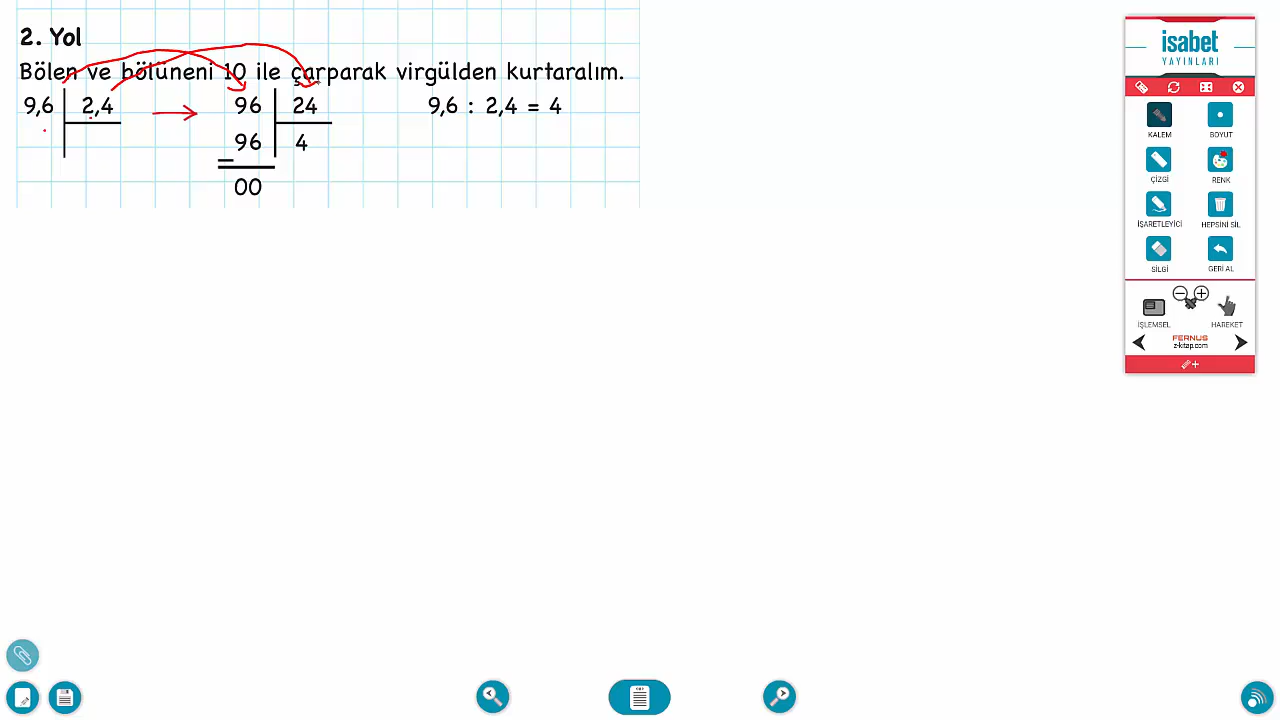 2. Yol
Bölen ve bölüneni 10 ile çarparak virgülden kurtaralım.
9,6 2,4 96 24 9,6 : 2,4 = 4
96 4
00
isabet
YAYINLARI
KALEM BOYUT
ÇİZGİ RENK
İŞARETLEYİCİ HEPSİNİ SİL
SİLGİ GERİ AL
İŞLEMSEL HAREKET
FERNUS
z-kitap.com